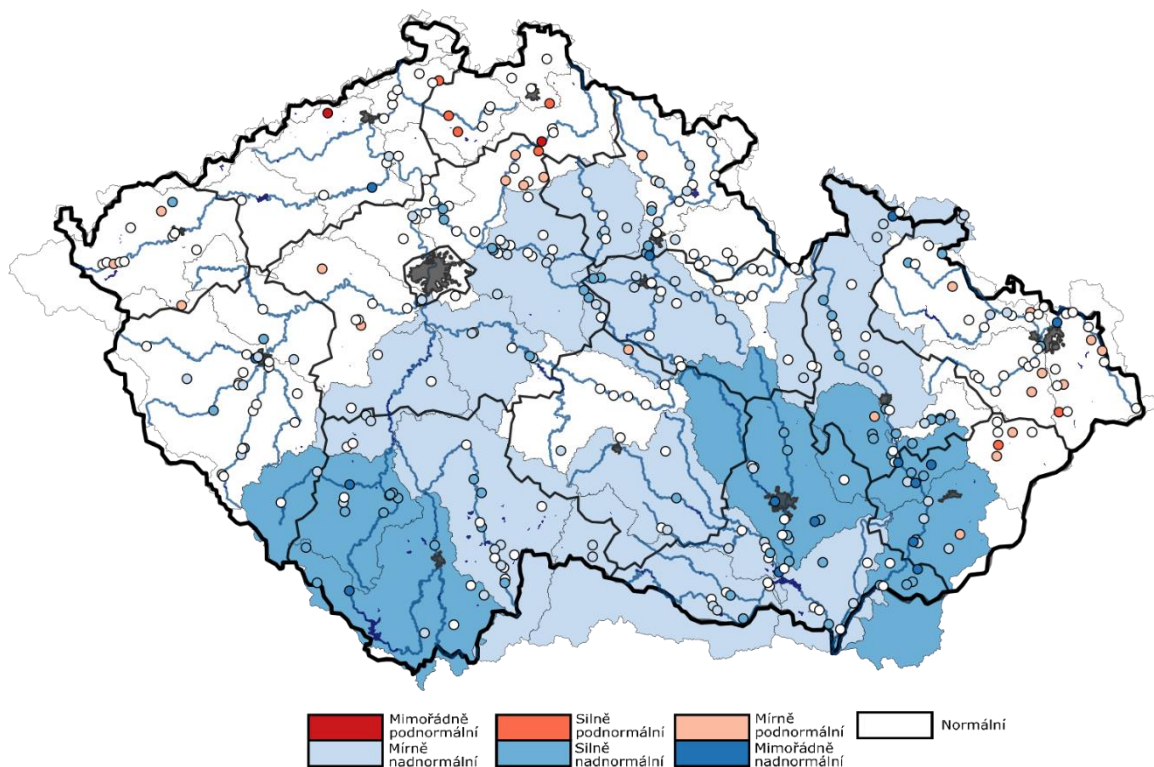 Mimořádně
podnormální
Silně
podnormální
Mírně
podnormální
Normální
Mírně
nadnormální
Silně
nadnormální
Mimořádně
nadnormální